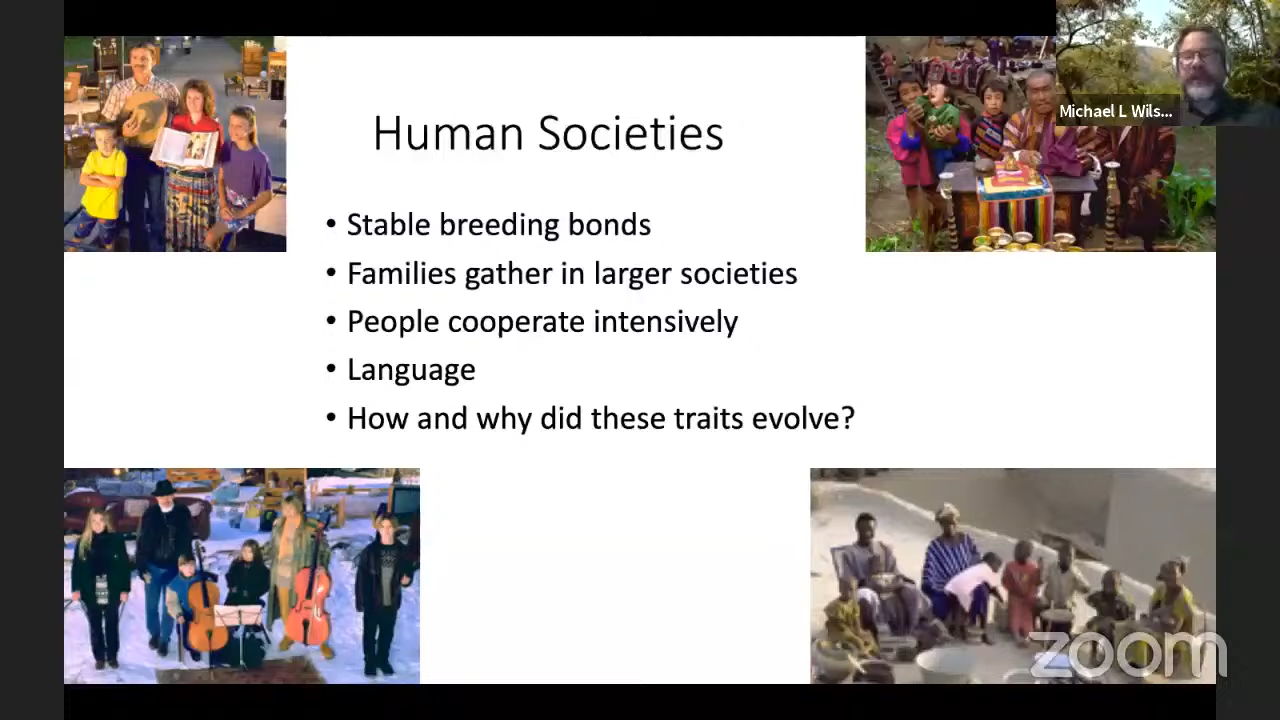 Michael L Wils...
Human Societies
• Stable breeding bonds
• Families gather in larger societies
• People cooperate intensively
• Language
• How and why did these traits evolve?
zoom